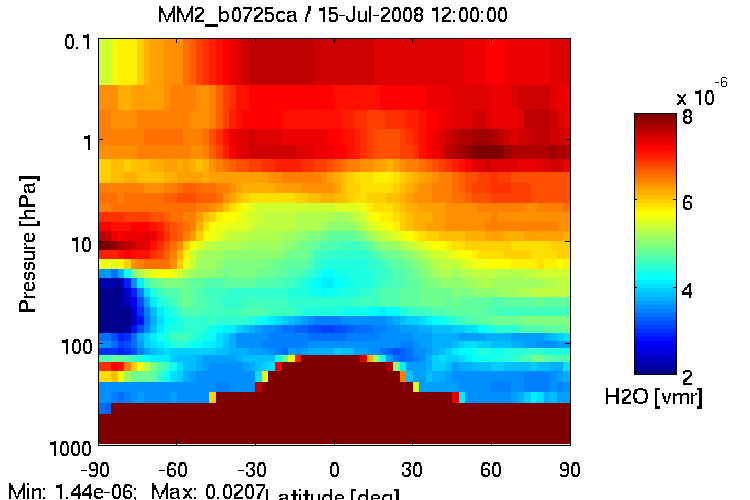 MM2_b0725ca / 15-Jul-2008 12:00:00
0.1
1
10
100
1000
Pressure [hPa]
-90 -60 -30 0 30 60 90
Latitude [deg]
Min: 1.44e-06; Max: 0.0207
x 10^-6
8
6
4
2
H2O [vmr]